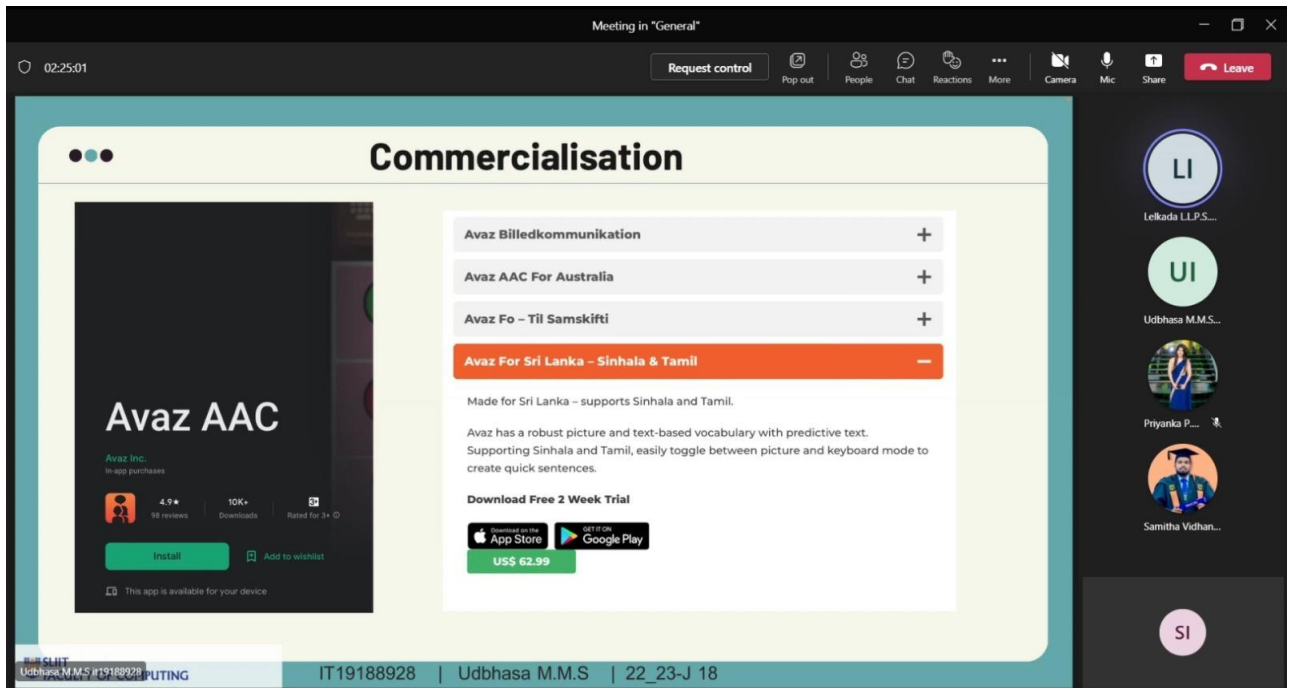 Meeting in "General"
02:25:01
Request control
Pop out
People
Chat
Reactions
More
Camera
Mic
Share
Leave
Commercialisation
Avaz AAC
Avaz Inc.
In-app purchases
4.9★
98 reviews
10K+
Downloads
3+
Rated for 3+
Install
Add to wishlist
This app is available for your device
Avaz Billedkommunikation
Avaz AAC For Australia
Avaz Fo – Til Samskifti
Avaz For Sri Lanka – Sinhala & Tamil
Made for Sri Lanka – supports Sinhala and Tamil.
Avaz has a robust picture and text-based vocabulary with predictive text.
Supporting Sinhala and Tamil, easily toggle between picture and keyboard mode to
create quick sentences.
Download Free 2 Week Trial
Download on the
App Store
GET IT ON
Google Play
US$ 62.99
SLIIT
FACULTY OF COMPUTING
Udbhasa M.M.S it19188928
IT19188928 | Udbhasa M.M.S | 22_23-J 18
LI
Lelkada L.L.P.S....
UI
Udbhasa M.M.S...
Priyanka P....
Samitha Vidhan...
SI